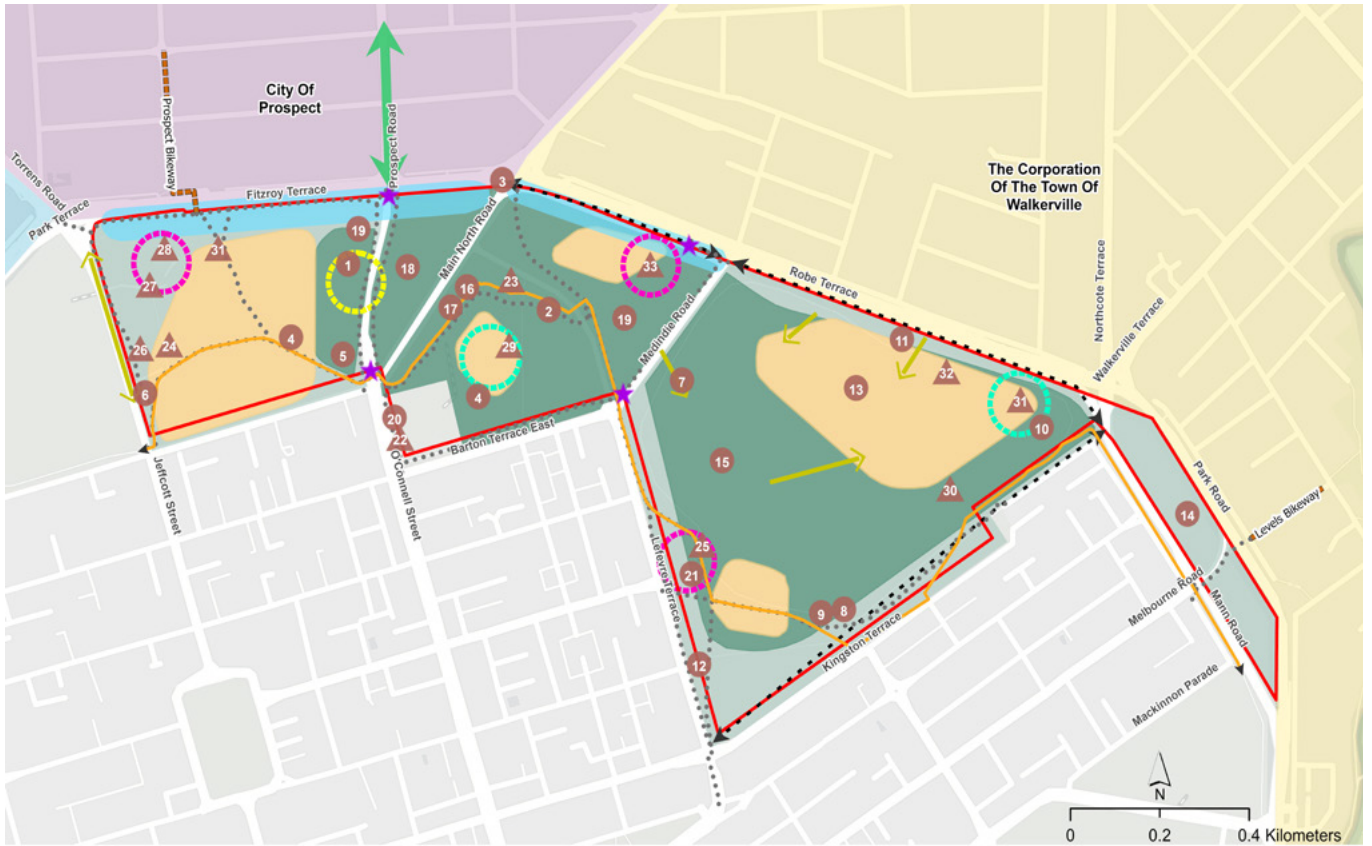 City Of
Prospect
The Corporation
Of The Town Of
Walkerville
Prospect Bikeway
Prospect Road
Torrens Road
Park Terrace
Fitzroy Terrace
Main North Road
Robe Terrace
Northcote Terrace
Walkerville Terrace
Medindie Road
3
19
1
18
28
27
31
33
16
23
17
2
19
26
24
4
5
29
6
4
7
11
32
13
31
10
20
22
15
30
14
25
21
9
8
12
Barton Terrace East
Jeffcott Street
O'Connell Street
Lefevre Terrace
Kingston Terrace
Park Road
Levels Bikeway
Melbourne Road
Mann Road
Mackinnon Parade
N
0 0.2 0.4 Kilometers